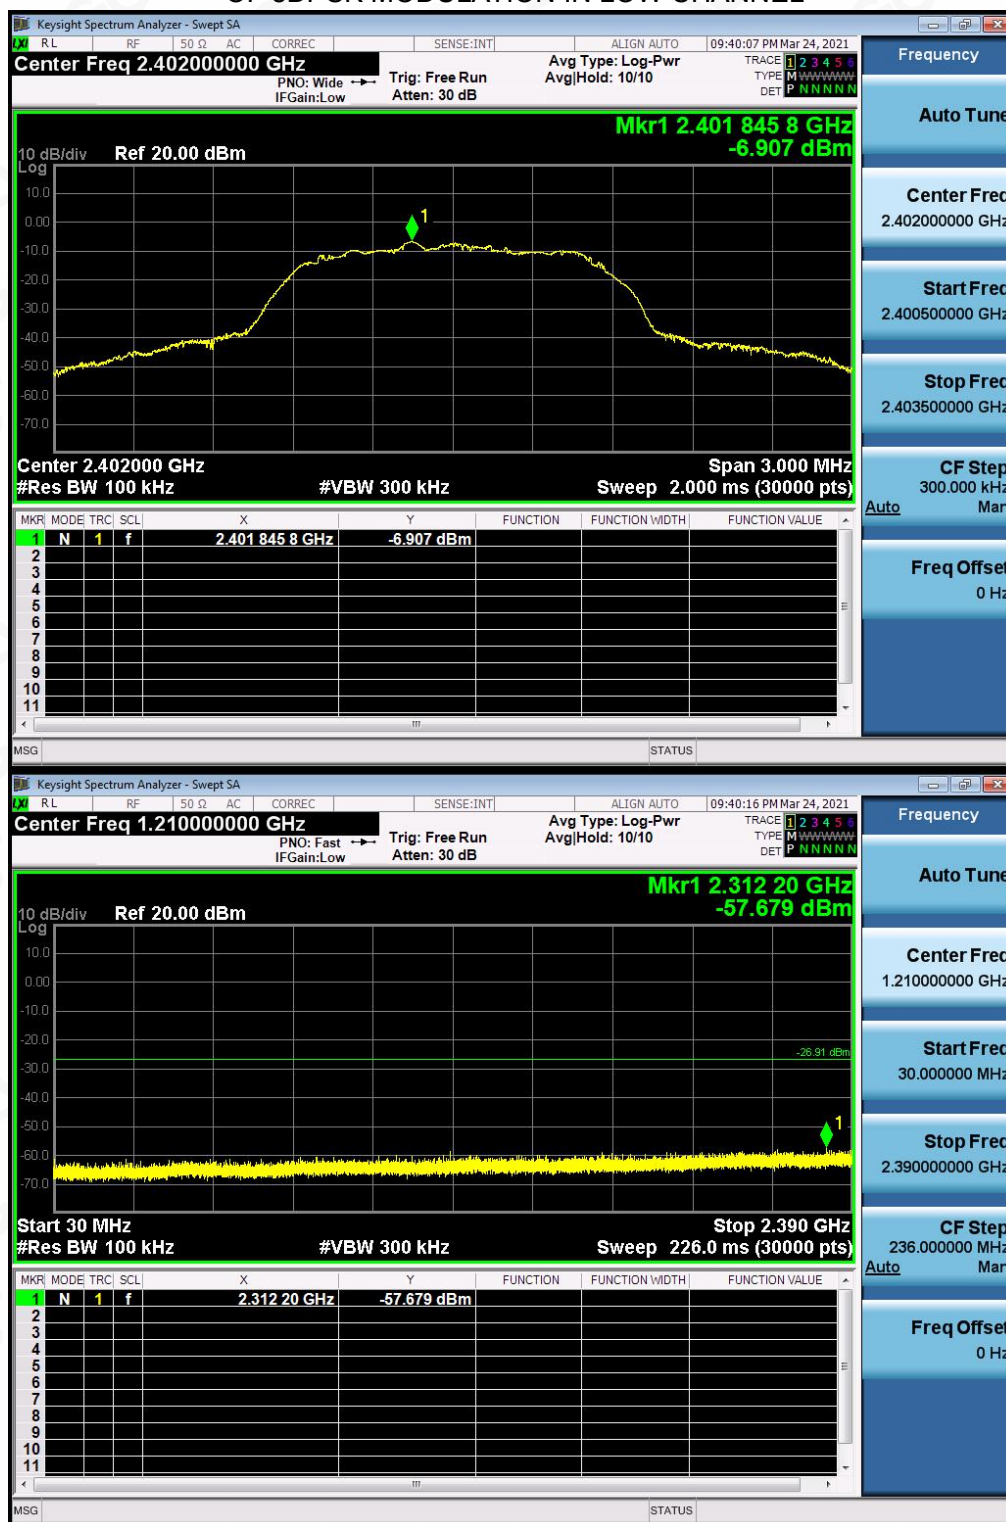 Keysight Spectrum Analyzer - Swept SA
LXI RL RF 50 Ω AC CORREC SENSE:INT ALIGN AUTO 09:40:07 PM Mar 24, 2021
Center Freq 2.402000000 GHz
PNO: Wide
IFGain:Low
Trig: Free Run
Atten: 30 dB
Avg Type: Log-Pwr
Avg|Hold: 10/10
TRACE 1 2 3 4 5 6
TYPE M WWWWW
DET P N N N N N
Mkr1 2.401 845 8 GHz
-6.907 dBm
10 dB/div Ref 20.00 dBm
Log
10.0
0.00
-10.0
-20.0
-30.0
-40.0
-50.0
-60.0
-70.0
1
Center 2.402000 GHz Span 3.000 MHz
#Res BW 100 kHz #VBW 300 kHz Sweep 2.000 ms (30000 pts)
MKR MODE TRC SCL X Y FUNCTION FUNCTION WIDTH FUNCTION VALUE
1 N 1 f 2.401 845 8 GHz -6.907 dBm
2
3
4
5
6
7
8
9
10
11
MSG STATUS
Frequency
Auto Tune
Center Freq
2.402000000 GHz
Start Freq
2.400500000 GHz
Stop Freq
2.403500000 GHz
CF Step
300.000 kHz
Auto Man
Freq Offset
0 Hz
Keysight Spectrum Analyzer - Swept SA
LXI RL RF 50 Ω AC CORREC SENSE:INT ALIGN AUTO 09:40:16 PM Mar 24, 2021
Center Freq 1.210000000 GHz
PNO: Fast
IFGain:Low
Trig: Free Run
Atten: 30 dB
Avg Type: Log-Pwr
Avg|Hold: 10/10
TRACE 1 2 3 4 5 6
TYPE M WWWWW
DET P N N N N N
Mkr1 2.312 20 GHz
-57.679 dBm
10 dB/div Ref 20.00 dBm
Log
10.0
0.00
-10.0
-20.0
-30.0
-40.0
-50.0
-60.0
-70.0
-26.91 dBm
1
Start 30 MHz Stop 2.390 GHz
#Res BW 100 kHz #VBW 300 kHz Sweep 226.0 ms (30000 pts)
MKR MODE TRC SCL X Y FUNCTION FUNCTION WIDTH FUNCTION VALUE
1 N 1 f 2.312 20 GHz -57.679 dBm
2
3
4
5
6
7
8
9
10
11
MSG STATUS
Frequency
Auto Tune
Center Freq
1.210000000 GHz
Start Freq
30.000000 MHz
Stop Freq
2.390000000 GHz
CF Step
236.000000 MHz
Auto Man
Freq Offset
0 Hz